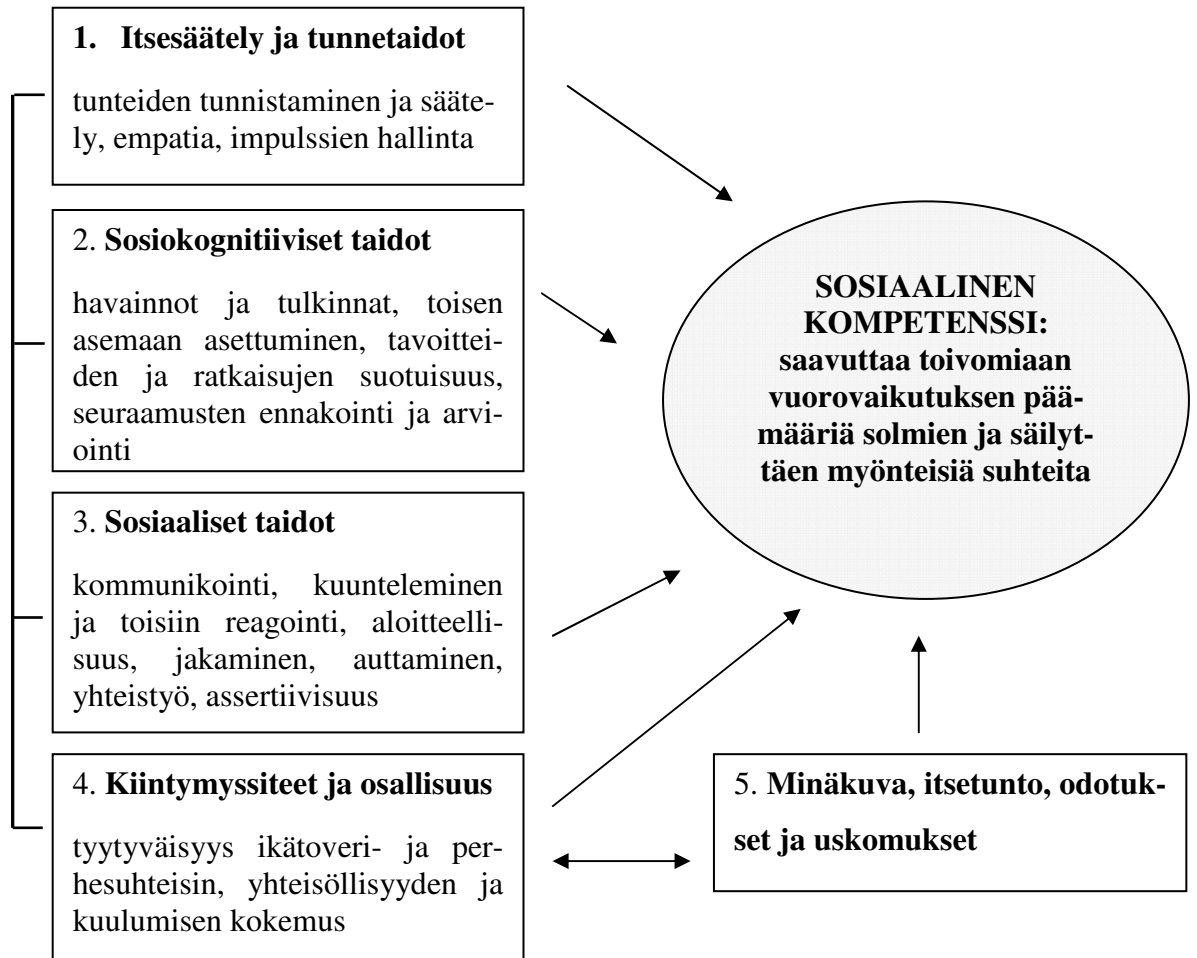 1. Itsesäätely ja tunnetaidot
tunteiden tunnistaminen ja sääte-
ly, empatia, impulssien hallinta
2. Sosiokognitiiviset taidot
havainnot ja tulkinnat, toisen
asemaan asettuminen, tavoittei-
den ja ratkaisujen suotuisuus,
seuraamusten ennakointi ja arvi-
ointi
3. Sosiaaliset taidot
kommunikointi, kuunteleminen
ja toisiin reagointi, aloitteelli-
suus, jakaminen, auttaminen,
yhteistyö, assertiivisuus
4. Kiintymyssiteet ja osallisuus
tyytyväisyys ikätoveri- ja per-
hesuhteisin, yhteisöllisyyden ja
kuulumisen kokemus
SOSIAALINEN
KOMPETENSSI:
saavuttaa toivomiaan
vuorovaikutuksen pää-
määriä solmien ja säilyt-
täen myönteisiä suhteita
5. Minäkuva, itsetunto, odotuk-
set ja uskomukset